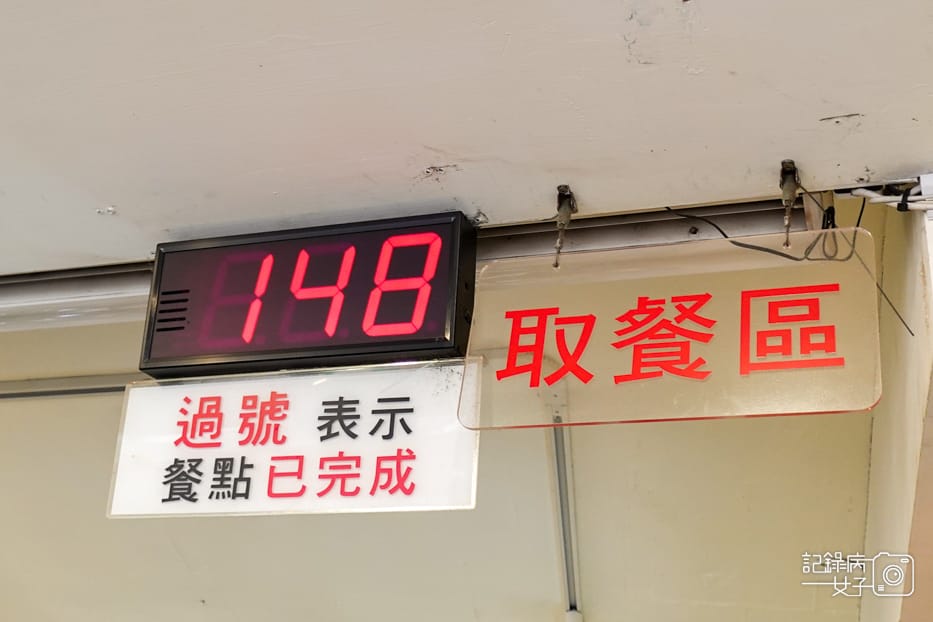 148
取餐區
過號 表示
餐點已完成
記錄病
女子